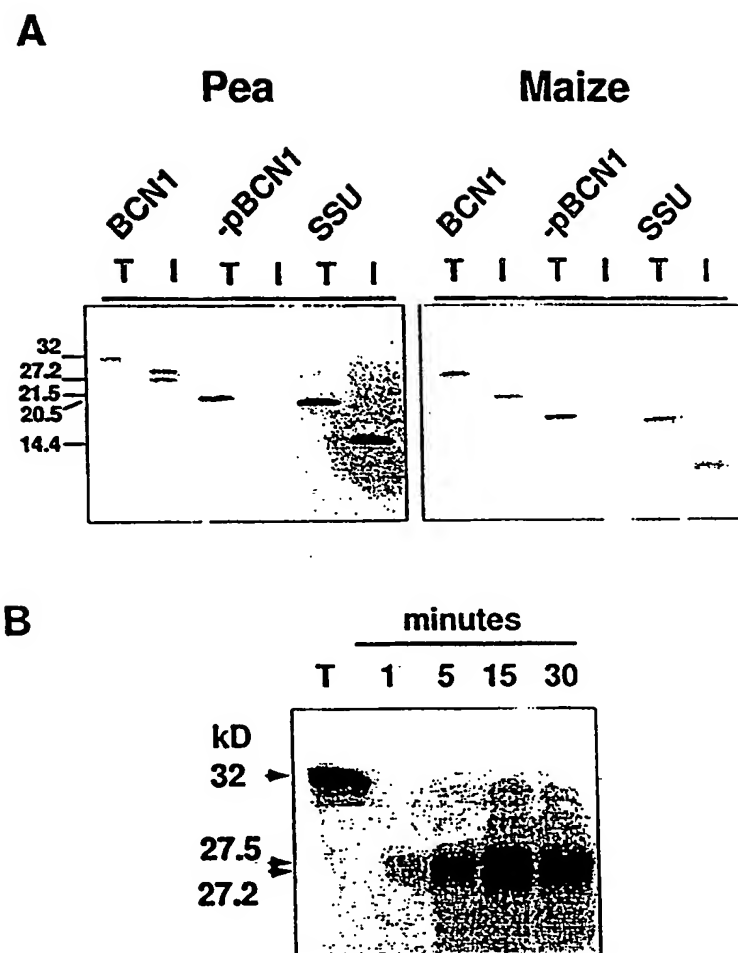 A
Pea Maize
BCN1 -pBCN1 SSU BCN1 -pBCN1 SSU
T I T I T I T I T I T I
32
27.2
21.5
20.5
14.4
B
minutes
T 1 5 15 30
kD
32
27.5
27.2